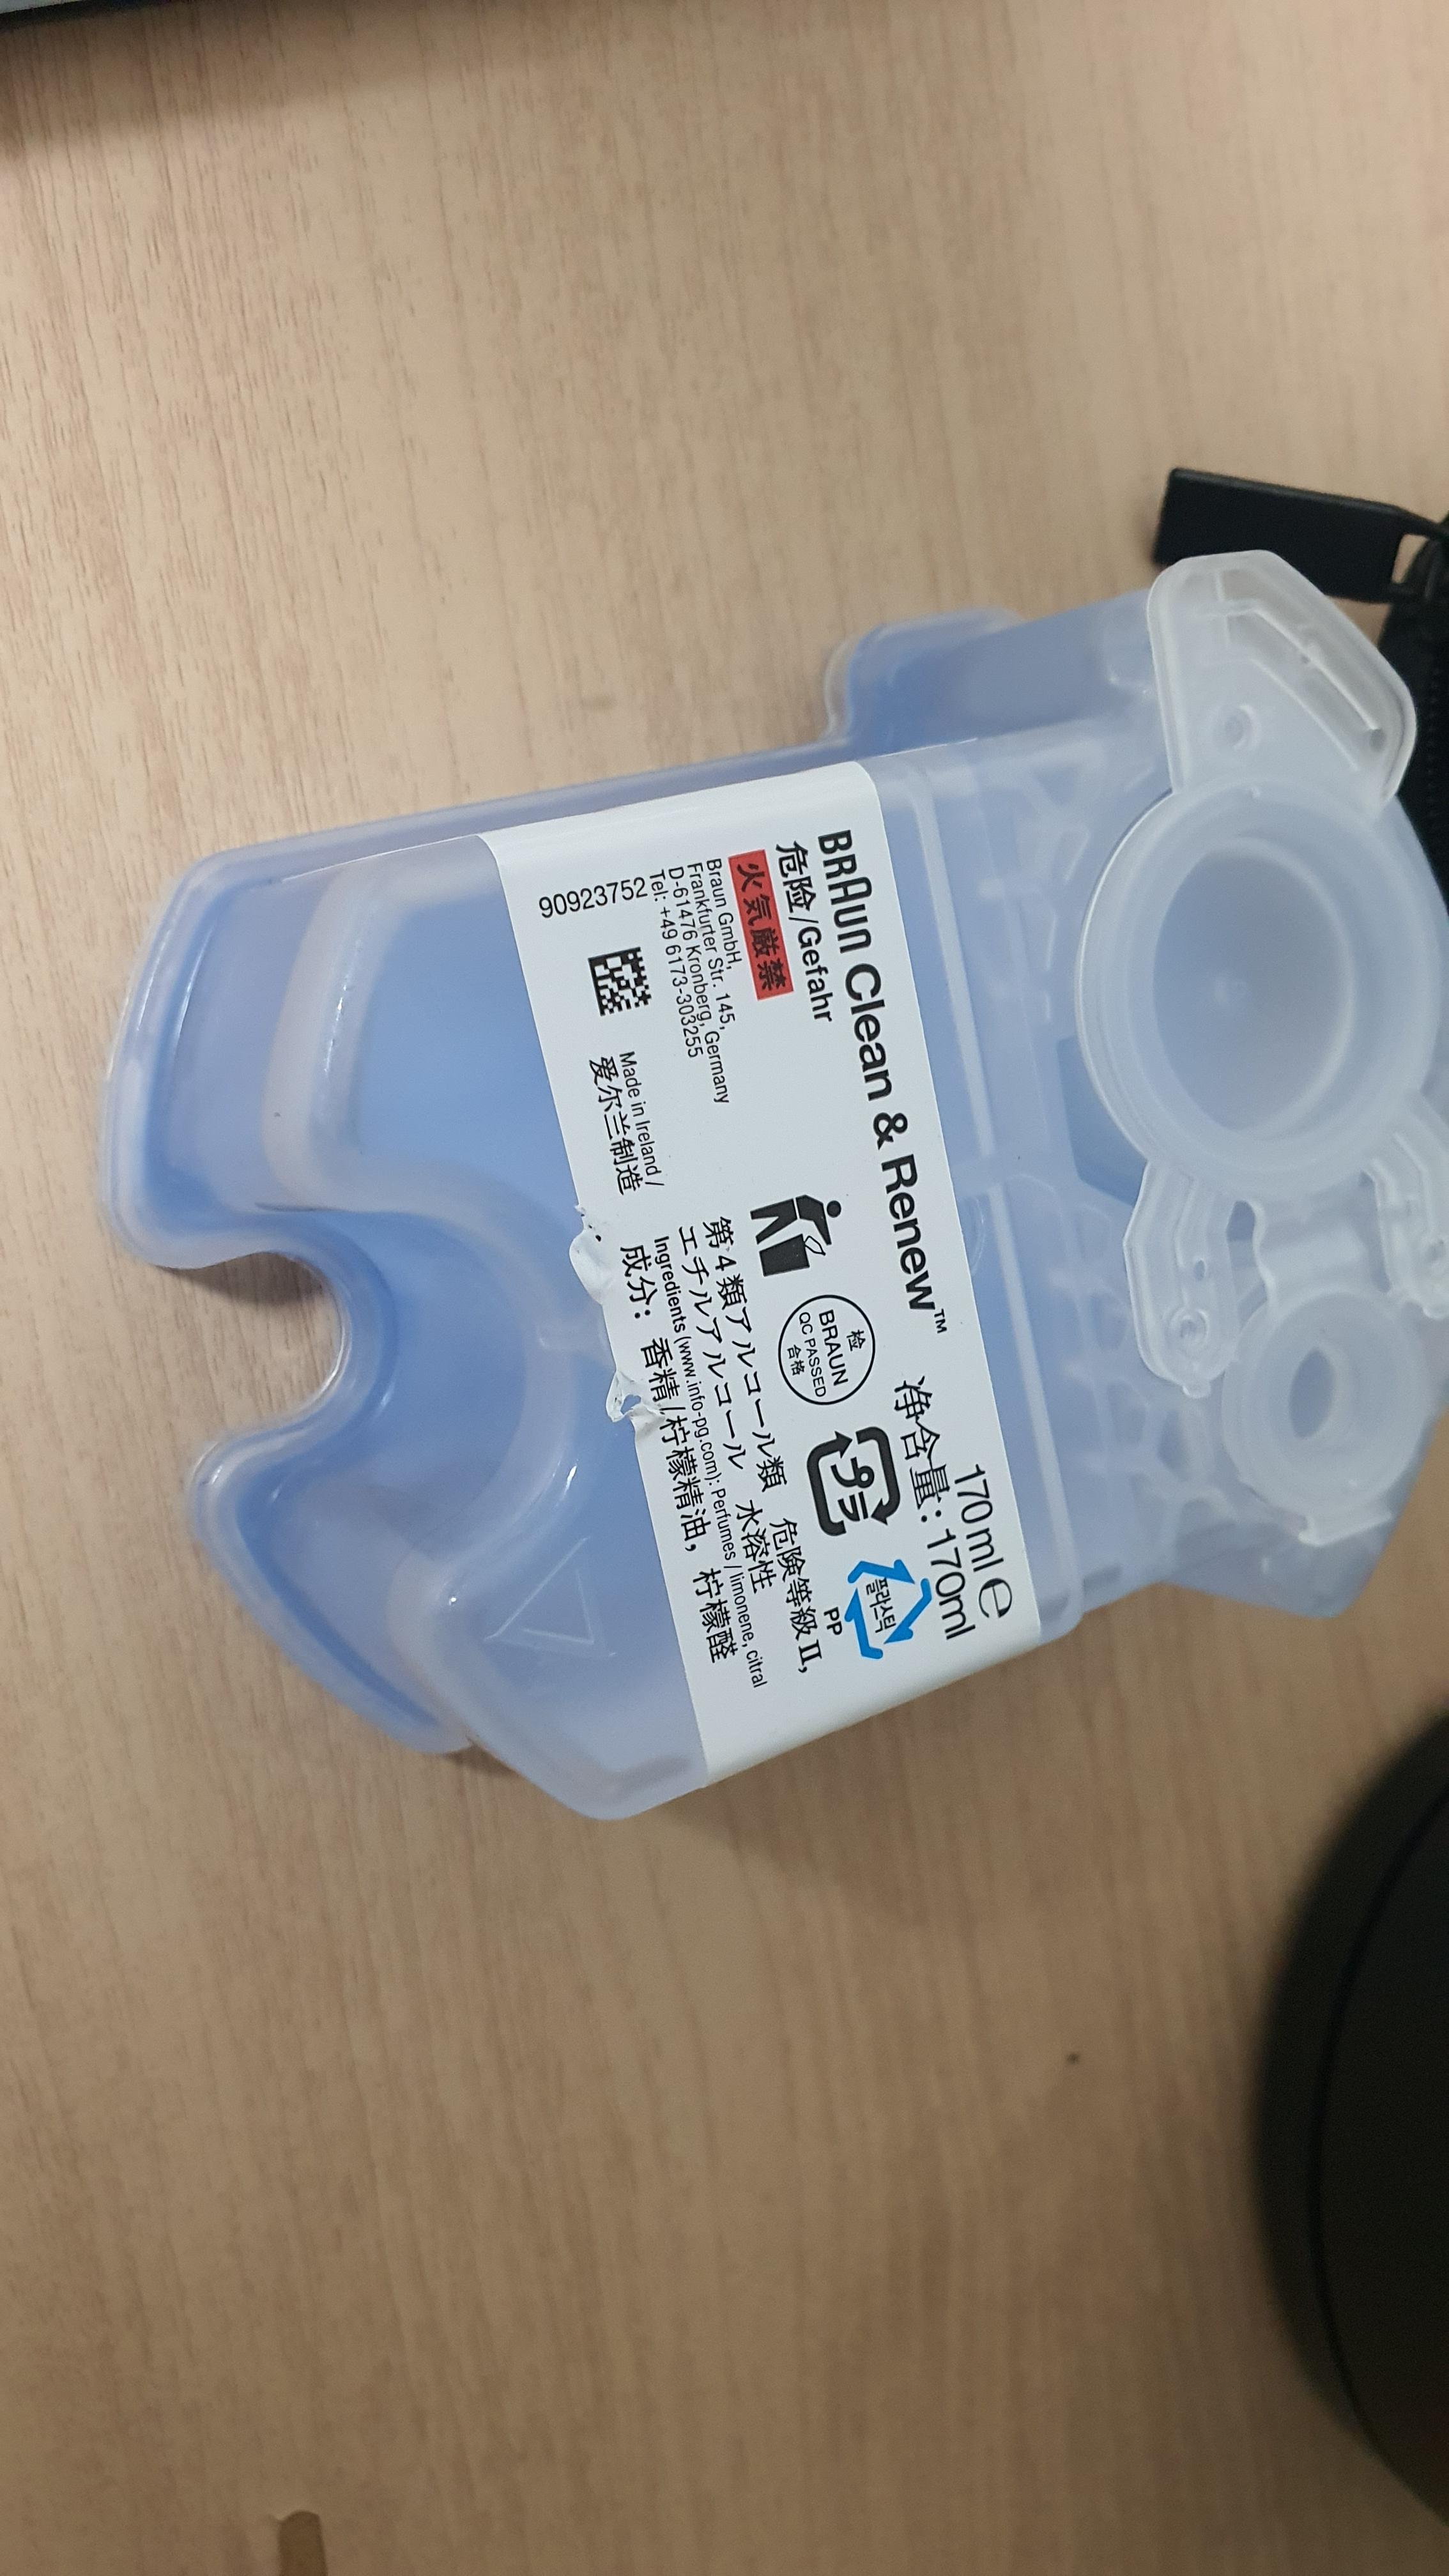 BRAUN Clean & Renew™
170 ml ℮
净含量: 170ml
危险/Gefahr
火気厳禁
Braun GmbH,
Frankfurter Str. 145,
D-61476 Kronberg, Germany
Tel: +49 6173-303255
90923752
Made in Ireland /
爱尔兰制造
检
BRAUN
QC PASSED
合格
プラ
플라스틱
PP
第4類アルコール類 危険等級Ⅱ,
エチルアルコール 水溶性
Ingredients (www.info-pg.com): Perfumes / limonene, citral
成分: 香精/柠檬精油, 柠檬醛